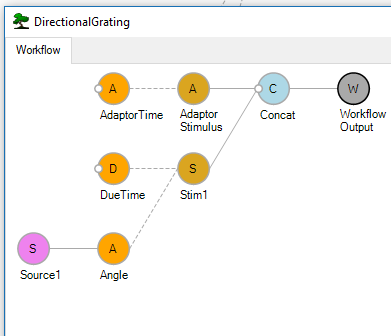 DirectionalGrating
Workflow
A
A
C
W
AdaptorTime
Adaptor
Stimulus
Concat
Workflow
Output
D
S
DueTime
Stim1
S
A
Source1
Angle